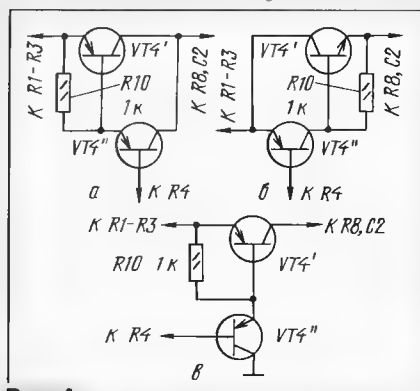 VT4'
VT4'
К R1-R3
R10
1к
К R8, С2
К R1-R3
R10
1к
К R8, С2
VT4"
VT4"
а
К R4
б
К R4
К R1-R3
К R8, С2
R10 1к
VT4'
К R4
VT4"
в